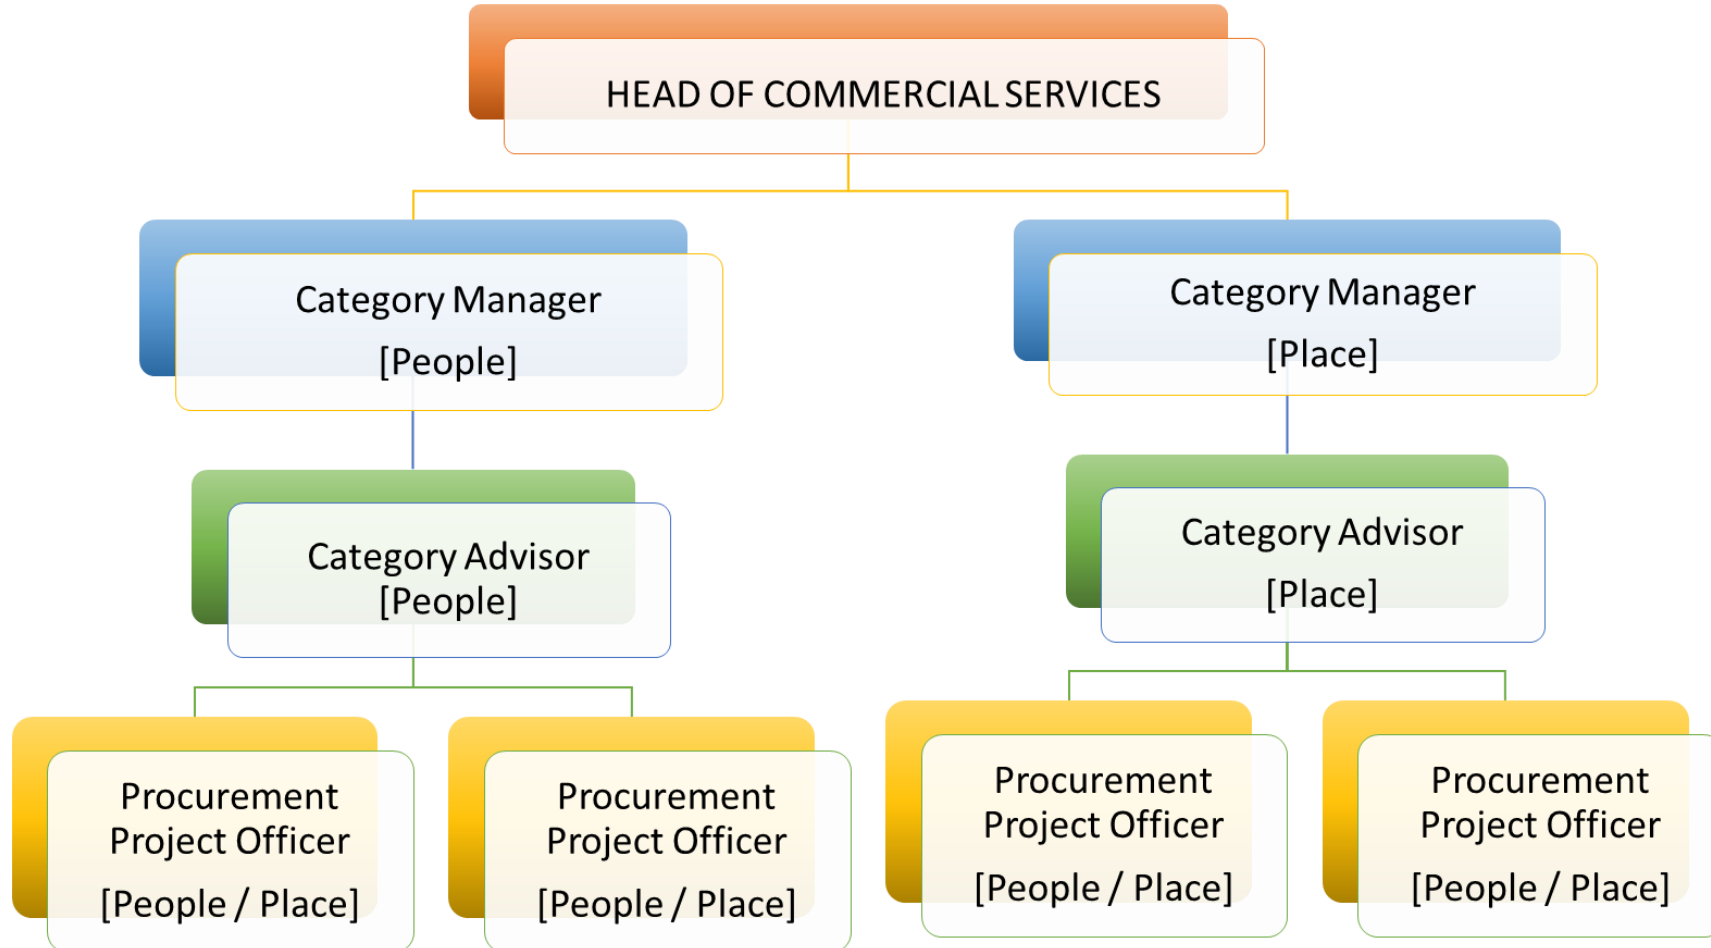 HEAD OF COMMERCIAL SERVICES
Category Manager
[People]
Category Manager
[Place]
Category Advisor
[People]
Category Advisor
[Place]
Procurement
Project Officer
[People / Place]
Procurement
Project Officer
[People / Place]
Procurement
Project Officer
[People / Place]
Procurement
Project Officer
[People / Place]